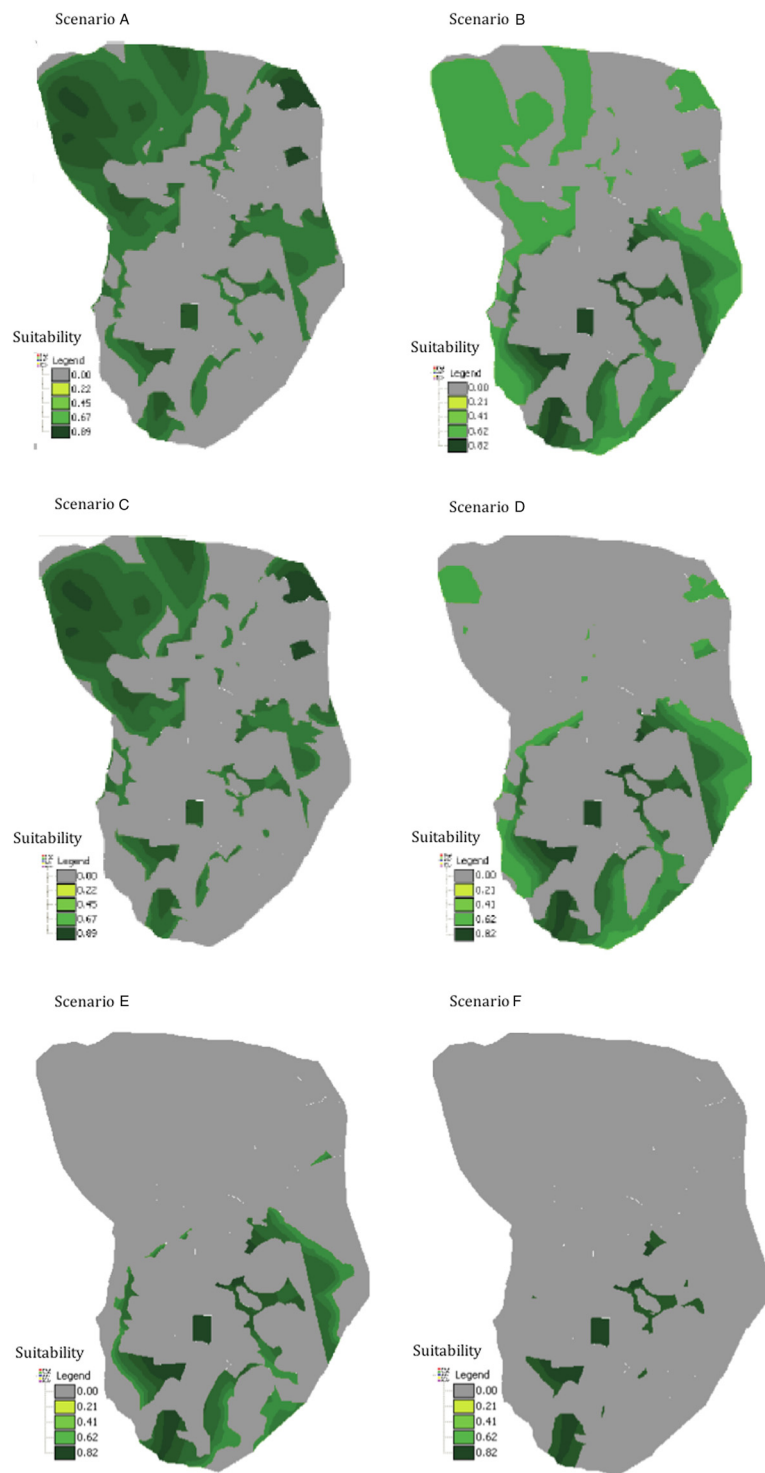 Scenario A
Suitability
Legend
0.00
0.22
0.45
0.67
0.89
Scenario B
Suitability
Legend
0.00
0.21
0.41
0.62
0.82
Scenario C
Suitability
Legend
0.00
0.22
0.45
0.67
0.89
Scenario D
Suitability
Legend
0.00
0.21
0.41
0.62
0.82
Scenario E
Suitability
Legend
0.00
0.21
0.41
0.62
0.82
Scenario F
Suitability
Legend
0.00
0.21
0.41
0.62
0.82